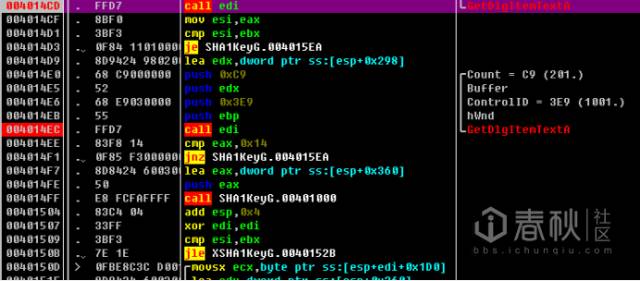 004014CD . FFD7 call edi GetDlgItemTextA
004014CF . 8BF0 mov esi,eax
004014D1 . 3BF3 cmp esi,ebx
004014D3 .⌄ 0F84 11010000 je SHA1KeyG.004015EA
004014D9 . 8D9424 980200 lea edx,dword ptr ss:[esp+0x298]
004014E0 . 68 C9000000 push 0xC9 Count = C9 (201.)
004014E5 . 52 push edx Buffer
004014E6 . 68 E9030000 push 0x3E9 ControlID = 3E9 (1001.)
004014EB . 55 push ebp hWnd
004014EC . FFD7 call edi GetDlgItemTextA
004014EE . 83F8 14 cmp eax,0x14
004014F1 .⌄ 0F85 F3000000 jnz SHA1KeyG.004015EA
004014F7 . 8D8424 600300 lea eax,dword ptr ss:[esp+0x360]
004014FE . 50 push eax
004014FF . E8 FCFAFFFF call SHA1KeyG.00401000
00401504 . 83C4 04 add esp,0x4
00401507 . 33FF xor edi,edi
00401509 . 3BF3 cmp esi,ebx
0040150B .⌄ 7E 1E jle XSHA1KeyG.0040152B
0040150D > 0FBE8C3C D001 movsx ecx,byte ptr ss:[esp+edi+0x1D0]
春秋 社区
bbs.ichunqiu.com